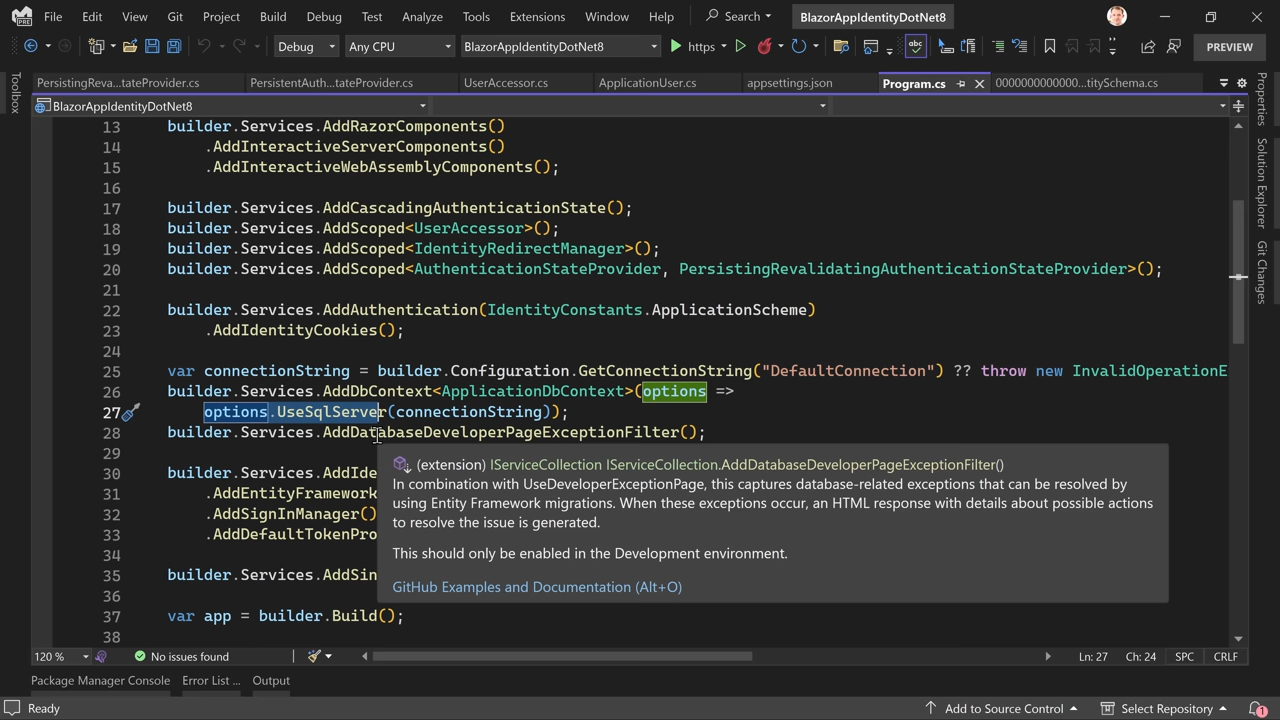 File Edit View Git Project Build Debug Test Analyze Tools Extensions Window Help Search BlazorAppIdentityDotNet8
Debug Any CPU BlazorAppIdentityDotNet8 https abc PREVIEW
PersistingReva...tateProvider.cs PersistentAuth...tateProvider.cs UserAccessor.cs ApplicationUser.cs appsettings.json Program.cs 0000000000000...titySchema.cs
BlazorAppIdentityDotNet8
Toolbox
13 builder.Services.AddRazorComponents()
14 .AddInteractiveServerComponents()
15 .AddInteractiveWebAssemblyComponents();
16
17 builder.Services.AddCascadingAuthenticationState();
18 builder.Services.AddScoped<UserAccessor>();
19 builder.Services.AddScoped<IdentityRedirectManager>();
20 builder.Services.AddScoped<AuthenticationStateProvider, PersistingRevalidatingAuthenticationStateProvider>();
21
22 builder.Services.AddAuthentication(IdentityConstants.ApplicationScheme)
23 .AddIdentityCookies();
24
25 var connectionString = builder.Configuration.GetConnectionString("DefaultConnection") ?? throw new InvalidOperationE
26 builder.Services.AddDbContext<ApplicationDbContext>(options =>
27 options.UseSqlServer(connectionString));
28 builder.Services.AddDatabaseDeveloperPageExceptionFilter();
29
30 builder.Services.AddIde
31 .AddEntityFramework
32 .AddSignInManager()
33 .AddDefaultTokenPro
34
35 builder.Services.AddSin
36
37 var app = builder.Build();
38
(extension) IServiceCollection IServiceCollection.AddDatabaseDeveloperPageExceptionFilter()
In combination with UseDeveloperExceptionPage, this captures database-related exceptions that can be resolved by
using Entity Framework migrations. When these exceptions occur, an HTML response with details about possible actions
to resolve the issue is generated.
This should only be enabled in the Development environment.
GitHub Examples and Documentation (Alt+O)
Properties
Solution Explorer
Git Changes
120 % No issues found Ln: 27 Ch: 24 SPC CRLF
Package Manager Console Error List ... Output
Ready Add to Source Control Select Repository 1